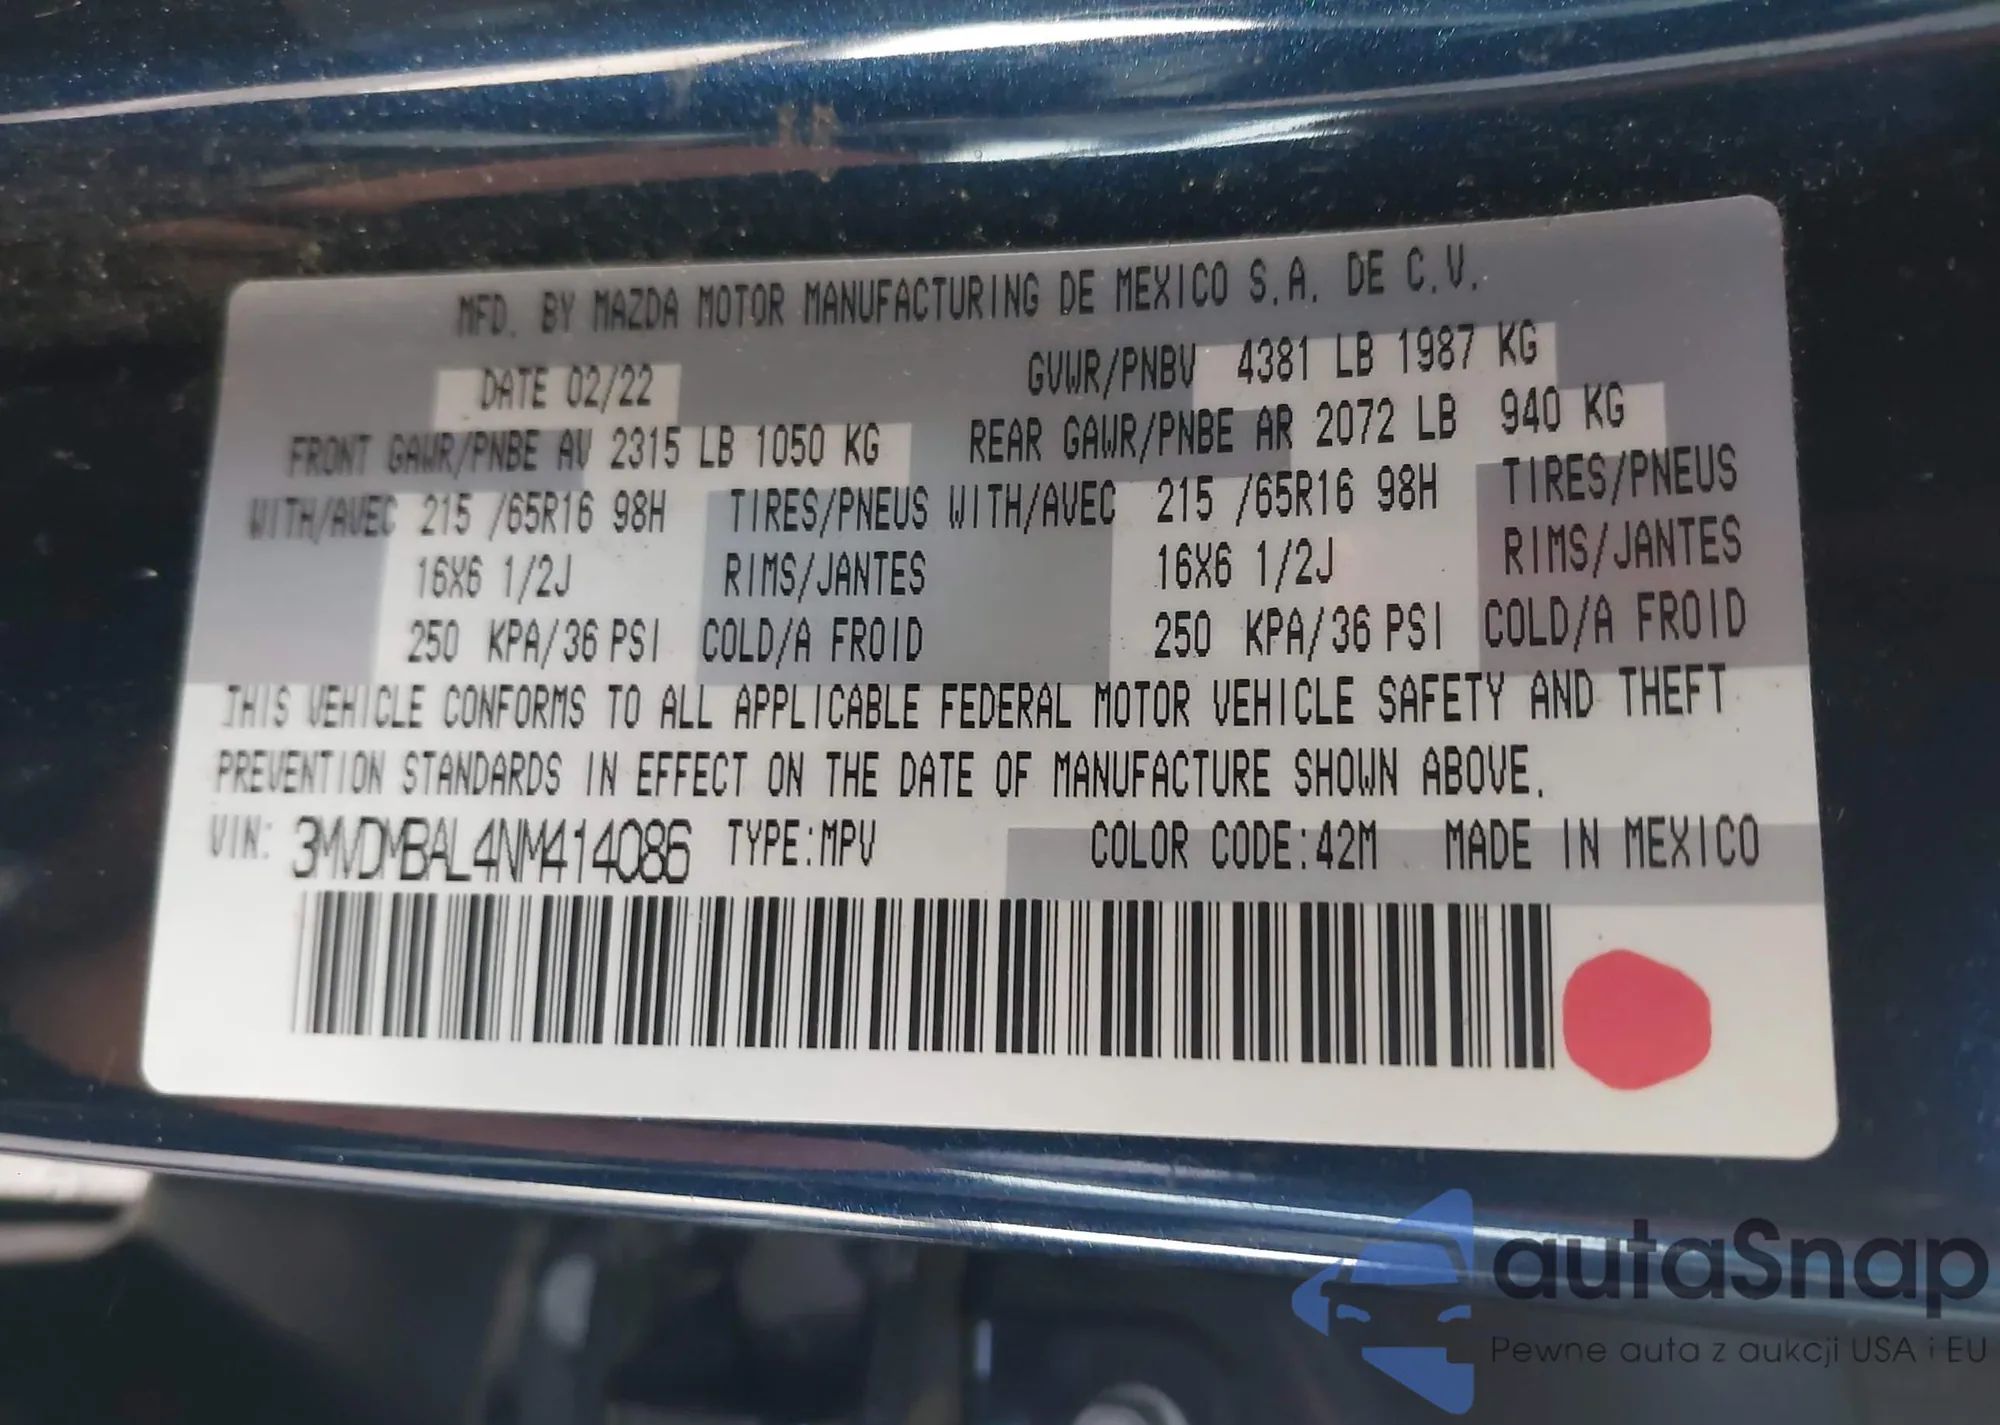 MFD. BY MAZDA MOTOR MANUFACTURING DE MEXICO S.A. DE C.V.
DATE 02/22 GVWR/PNBV 4381 LB 1987 KG
FRONT GAWR/PNBE AV 2315 LB 1050 KG REAR GAWR/PNBE AR 2072 LB 940 KG
WITH/AVEC 215 /65R16 98H TIRES/PNEUS WITH/AVEC 215 /65R16 98H TIRES/PNEUS
16X6 1/2J RIMS/JANTES 16X6 1/2J RIMS/JANTES
250 KPA/36 PSI COLD/A FROID 250 KPA/36 PSI COLD/A FROID
THIS VEHICLE CONFORMS TO ALL APPLICABLE FEDERAL MOTOR VEHICLE SAFETY AND THEFT
PREVENTION STANDARDS IN EFFECT ON THE DATE OF MANUFACTURE SHOWN ABOVE.
VIN: 3MVDMBAL4NM414086 TYPE:MPV COLOR CODE:42M MADE IN MEXICO
autaSnap
Pewne auta z aukcji USA i EU